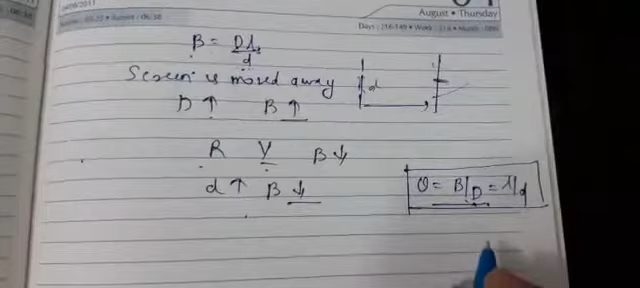 August • Thursday
β = Dλ/d
Screen is moved away
d
D ↑ β ↑
R V β ↓
d ↑ β ↓
θ = β/D = λ/d